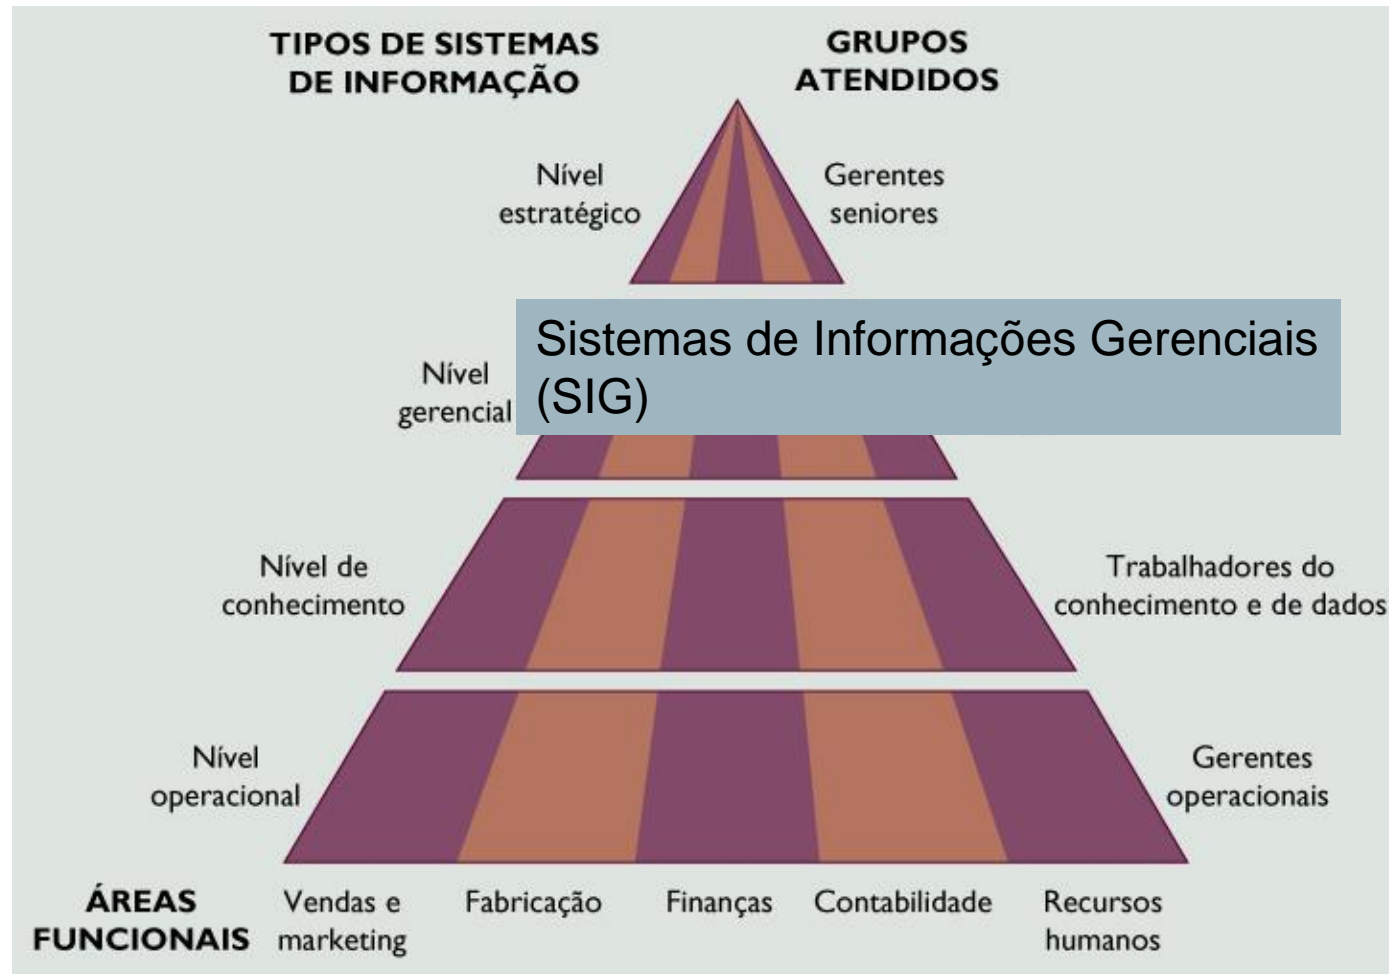 TIPOS DE SISTEMAS
DE INFORMAÇÃO
GRUPOS
ATENDIDOS
Nível
estratégico
Gerentes
seniores
Sistemas de Informações Gerenciais
(SIG)
Nível
gerencial
Nível de
conhecimento
Trabalhadores do
conhecimento e de dados
Nível
operacional
Gerentes
operacionais
ÁREAS
FUNCIONAIS
Vendas e
marketing
Fabricação
Finanças
Contabilidade
Recursos
humanos